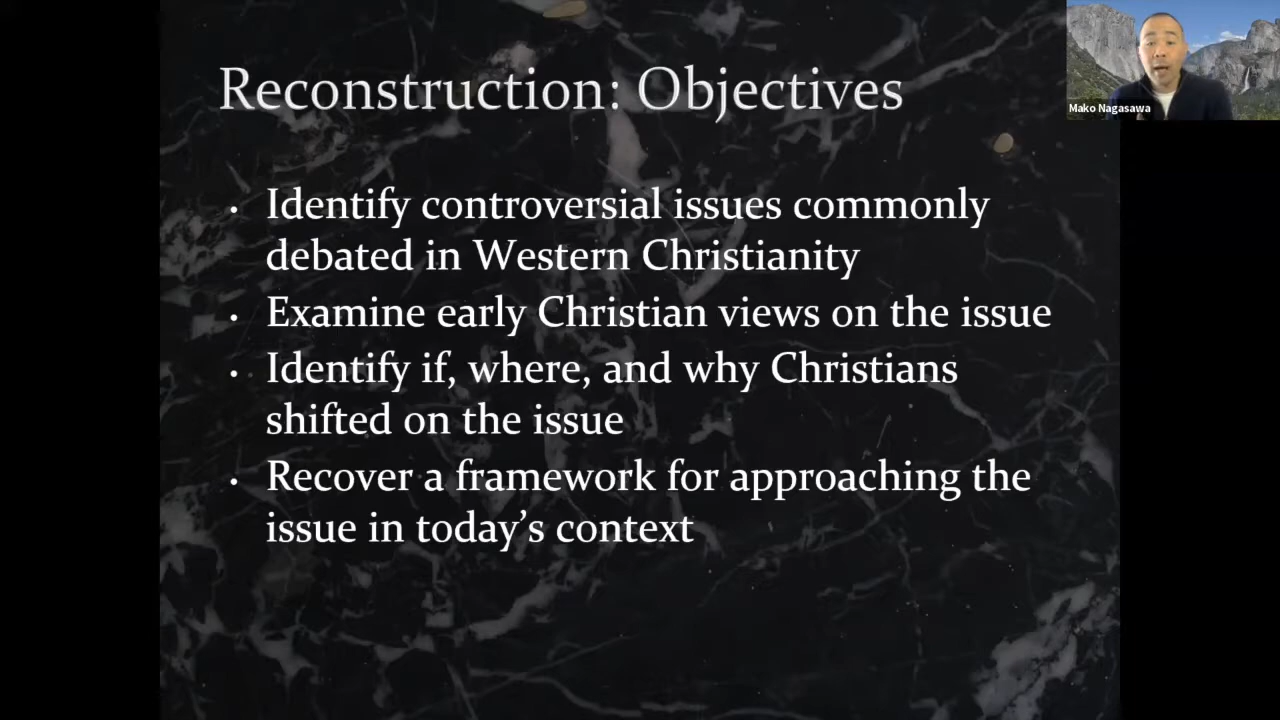 Reconstruction: Objectives
Mako Nagasawa
• Identify controversial issues commonly
debated in Western Christianity
• Examine early Christian views on the issue
• Identify if, where, and why Christians
shifted on the issue
• Recover a framework for approaching the
issue in today’s context